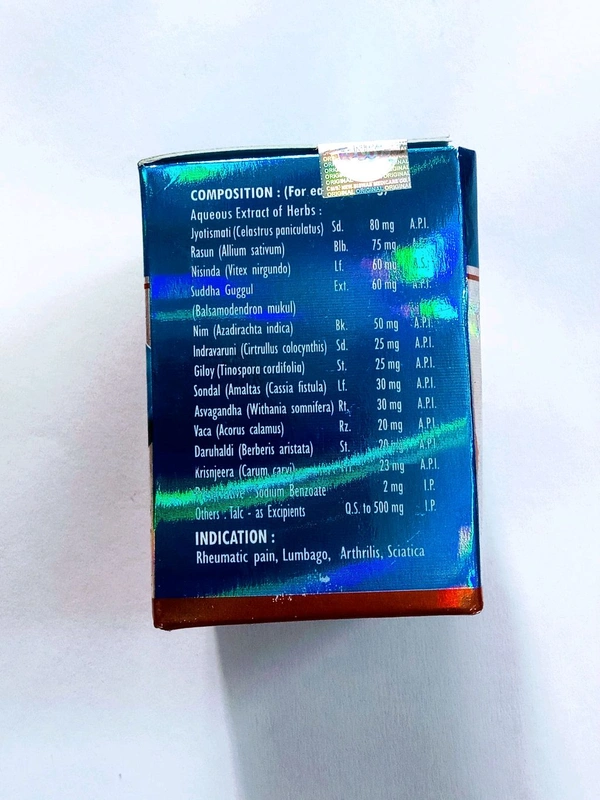 COMPOSITION : (For ea
ORIGINAL
Aqueous Extract of Herbs :
Jyotismati (Celastrus paniculatus) Sd. 80 mg A.P.I.
Rasun (Allium sativum) Blb. 75 mg
Nisinda (Vitex nirgundo) Lf. 60 mg A.S.
Suddha Guggul Ext. 60 mg A.P.I.
(Balsamodendron mukul)
Nim (Azadirachta indica) Bk. 50 mg A.P.I.
Indravaruni (Cirtrullus colocynthis) Sd. 25 mg A.P.I.
Giloy (Tinospora cordifolia) St. 25 mg A.P.I.
Sondal (Amaltas (Cassia fistula) Lf. 30 mg A.P.I.
Asvagandha (Withania somnifera) Rt. 30 mg A.P.I.
Vaca (Acorus calamus) Rz. 20 mg A.P.I.
Daruhaldi (Berberis aristata) St. 20 mg A.P.I.
Krisnjeera (Carum carvi) 23 mg A.P.I.
Sodium Benzoate 2 mg I.P.
Others : Talc - as Excipients Q.S. to 500 mg I.P.
INDICATION :
Rheumatic pain, Lumbago, Arthrilis, Sciatica